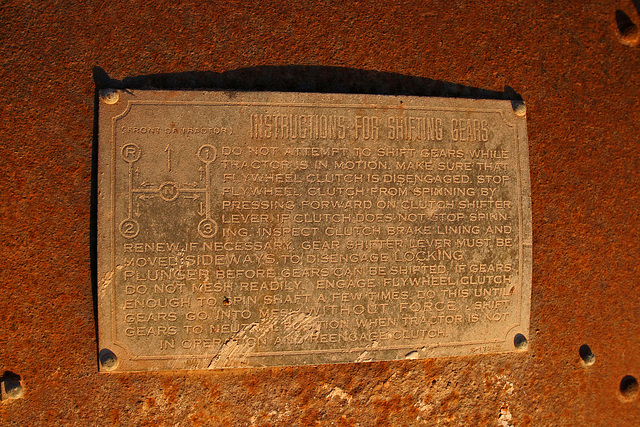 INSTRUCTIONS FOR SHIFTING GEARS
(FRONT OF TRACTOR)
R 1
N
2 3
DO NOT ATTEMPT TO SHIFT GEARS WHILE
TRACTOR IS IN MOTION. MAKE SURE THAT
FLYWHEEL CLUTCH IS DISENGAGED. STOP
FLYWHEEL CLUTCH FROM SPINNING BY
PRESSING FORWARD ON CLUTCH SHIFTER
LEVER. IF CLUTCH DOES NOT STOP SPINN-
ING, INSPECT CLUTCH BRAKE LINING AND
RENEW, IF NECESSARY. GEAR SHIFTER LEVER MUST BE
MOVED SIDEWAYS, TO DISENGAGE LOCKING
PLUNGER BEFORE GEARS CAN BE SHIFTED. IF GEARS
DO NOT MESH READILY, ENGAGE FLYWHEEL CLUTCH
ENOUGH TO SPIN SHAFT A FEW TIMES. DO THIS UNTIL
GEARS GO INTO MESH WITHOUT FORCE. SHIFT
GEARS TO NEUTRAL POSITION WHEN TRACTOR IS NOT
IN OPERATION AND REENGAGE CLUTCH.